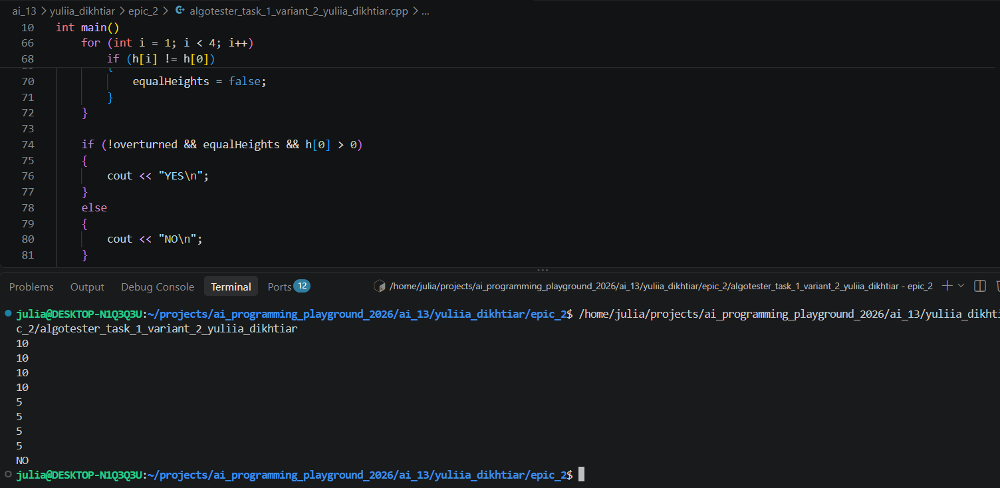 ai_13 > yuliia_dikhtiar > epic_2 > algotester_task_1_variant_2_yuliia_dikhtiar.cpp > ...
10 int main()
66 for (int i = 1; i < 4; i++)
68 if (h[i] != h[0])
70 equalHeights = false;
71 }
72 }
73
74 if (!overturned && equalHeights && h[0] > 0)
75 {
76 cout << "YES\n";
77 }
78 else
79 {
80 cout << "NO\n";
81 }
Problems Output Debug Console Terminal Ports 12 /home/julia/projects/ai_programming_playground_2026/ai_13/yuliia_dikhtiar/epic_2/algotester_task_1_variant_2_yuliia_dikhtiar - epic_2
julia@DESKTOP-N1Q3Q3U:~/projects/ai_programming_playground_2026/ai_13/yuliia_dikhtiar/epic_2$ /home/julia/projects/ai_programming_playground_2026/ai_13/yuliia_dikhti
c_2/algotester_task_1_variant_2_yuliia_dikhtiar
10
10
10
10
5
5
5
5
NO
julia@DESKTOP-N1Q3Q3U:~/projects/ai_programming_playground_2026/ai_13/yuliia_dikhtiar/epic_2$